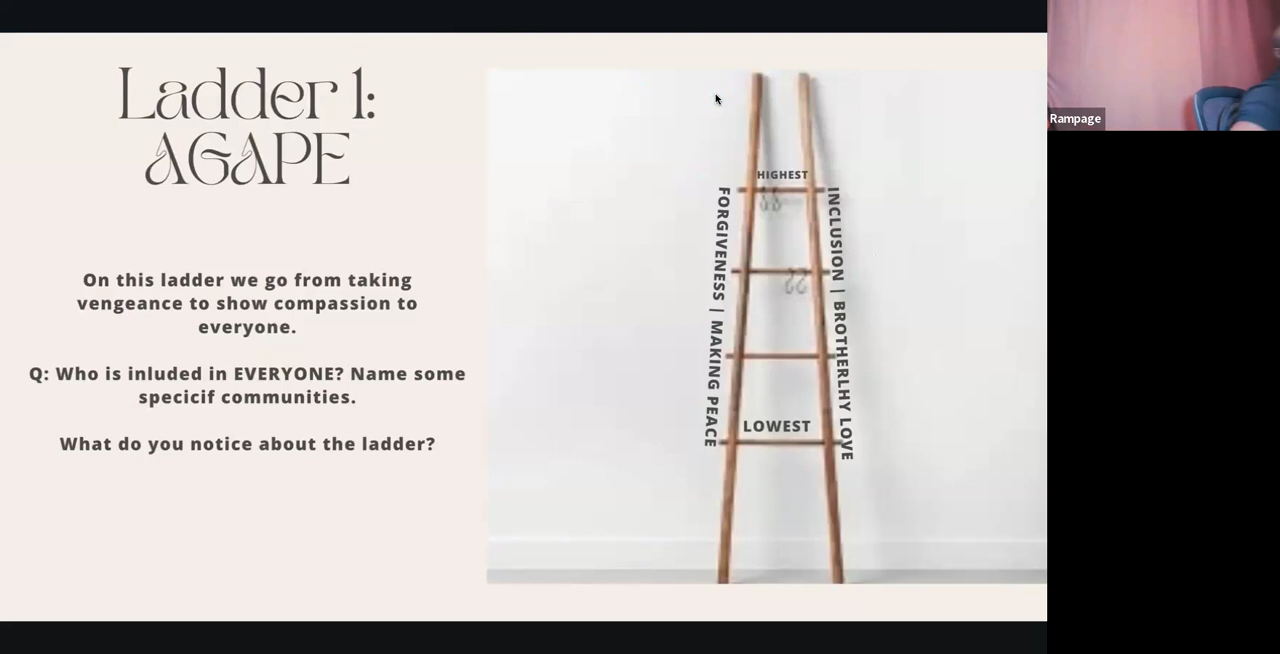 Ladder 1:
AGAPE
On this ladder we go from taking
vengeance to show compassion to
everyone.
Q: Who is inluded in EVERYONE? Name some
specicif communities.
What do you notice about the ladder?
HIGHEST
FORGIVENESS | MAKING PEACE
INCLUSION | BROTHERLHY LOVE
LOWEST
Rampage